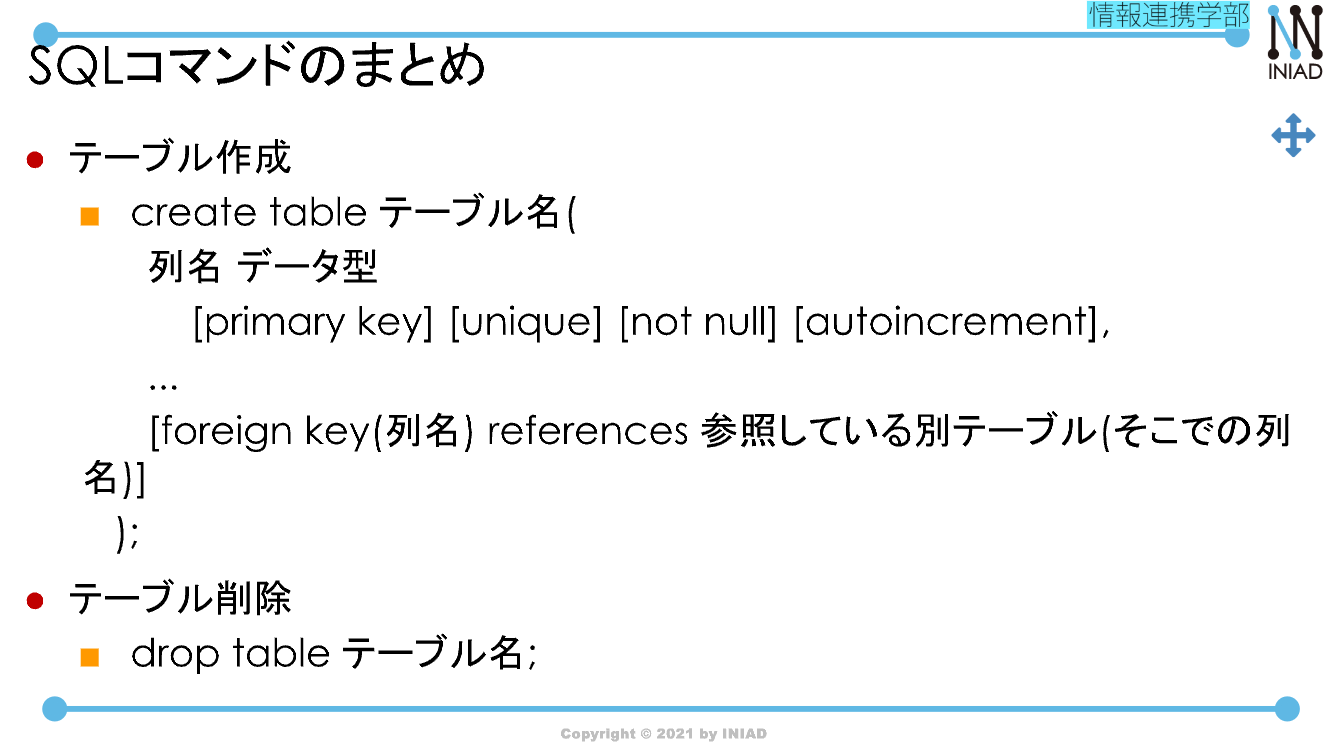 情報連携学部
INIAD
SQLコマンドのまとめ
● テーブル作成
■ create table テーブル名(
列名 データ型
[primary key] [unique] [not null] [autoincrement],
...
[foreign key(列名) references 参照している別テーブル(そこでの列
名)]
);
● テーブル削除
■ drop table テーブル名;
Copyright © 2021 by INIAD